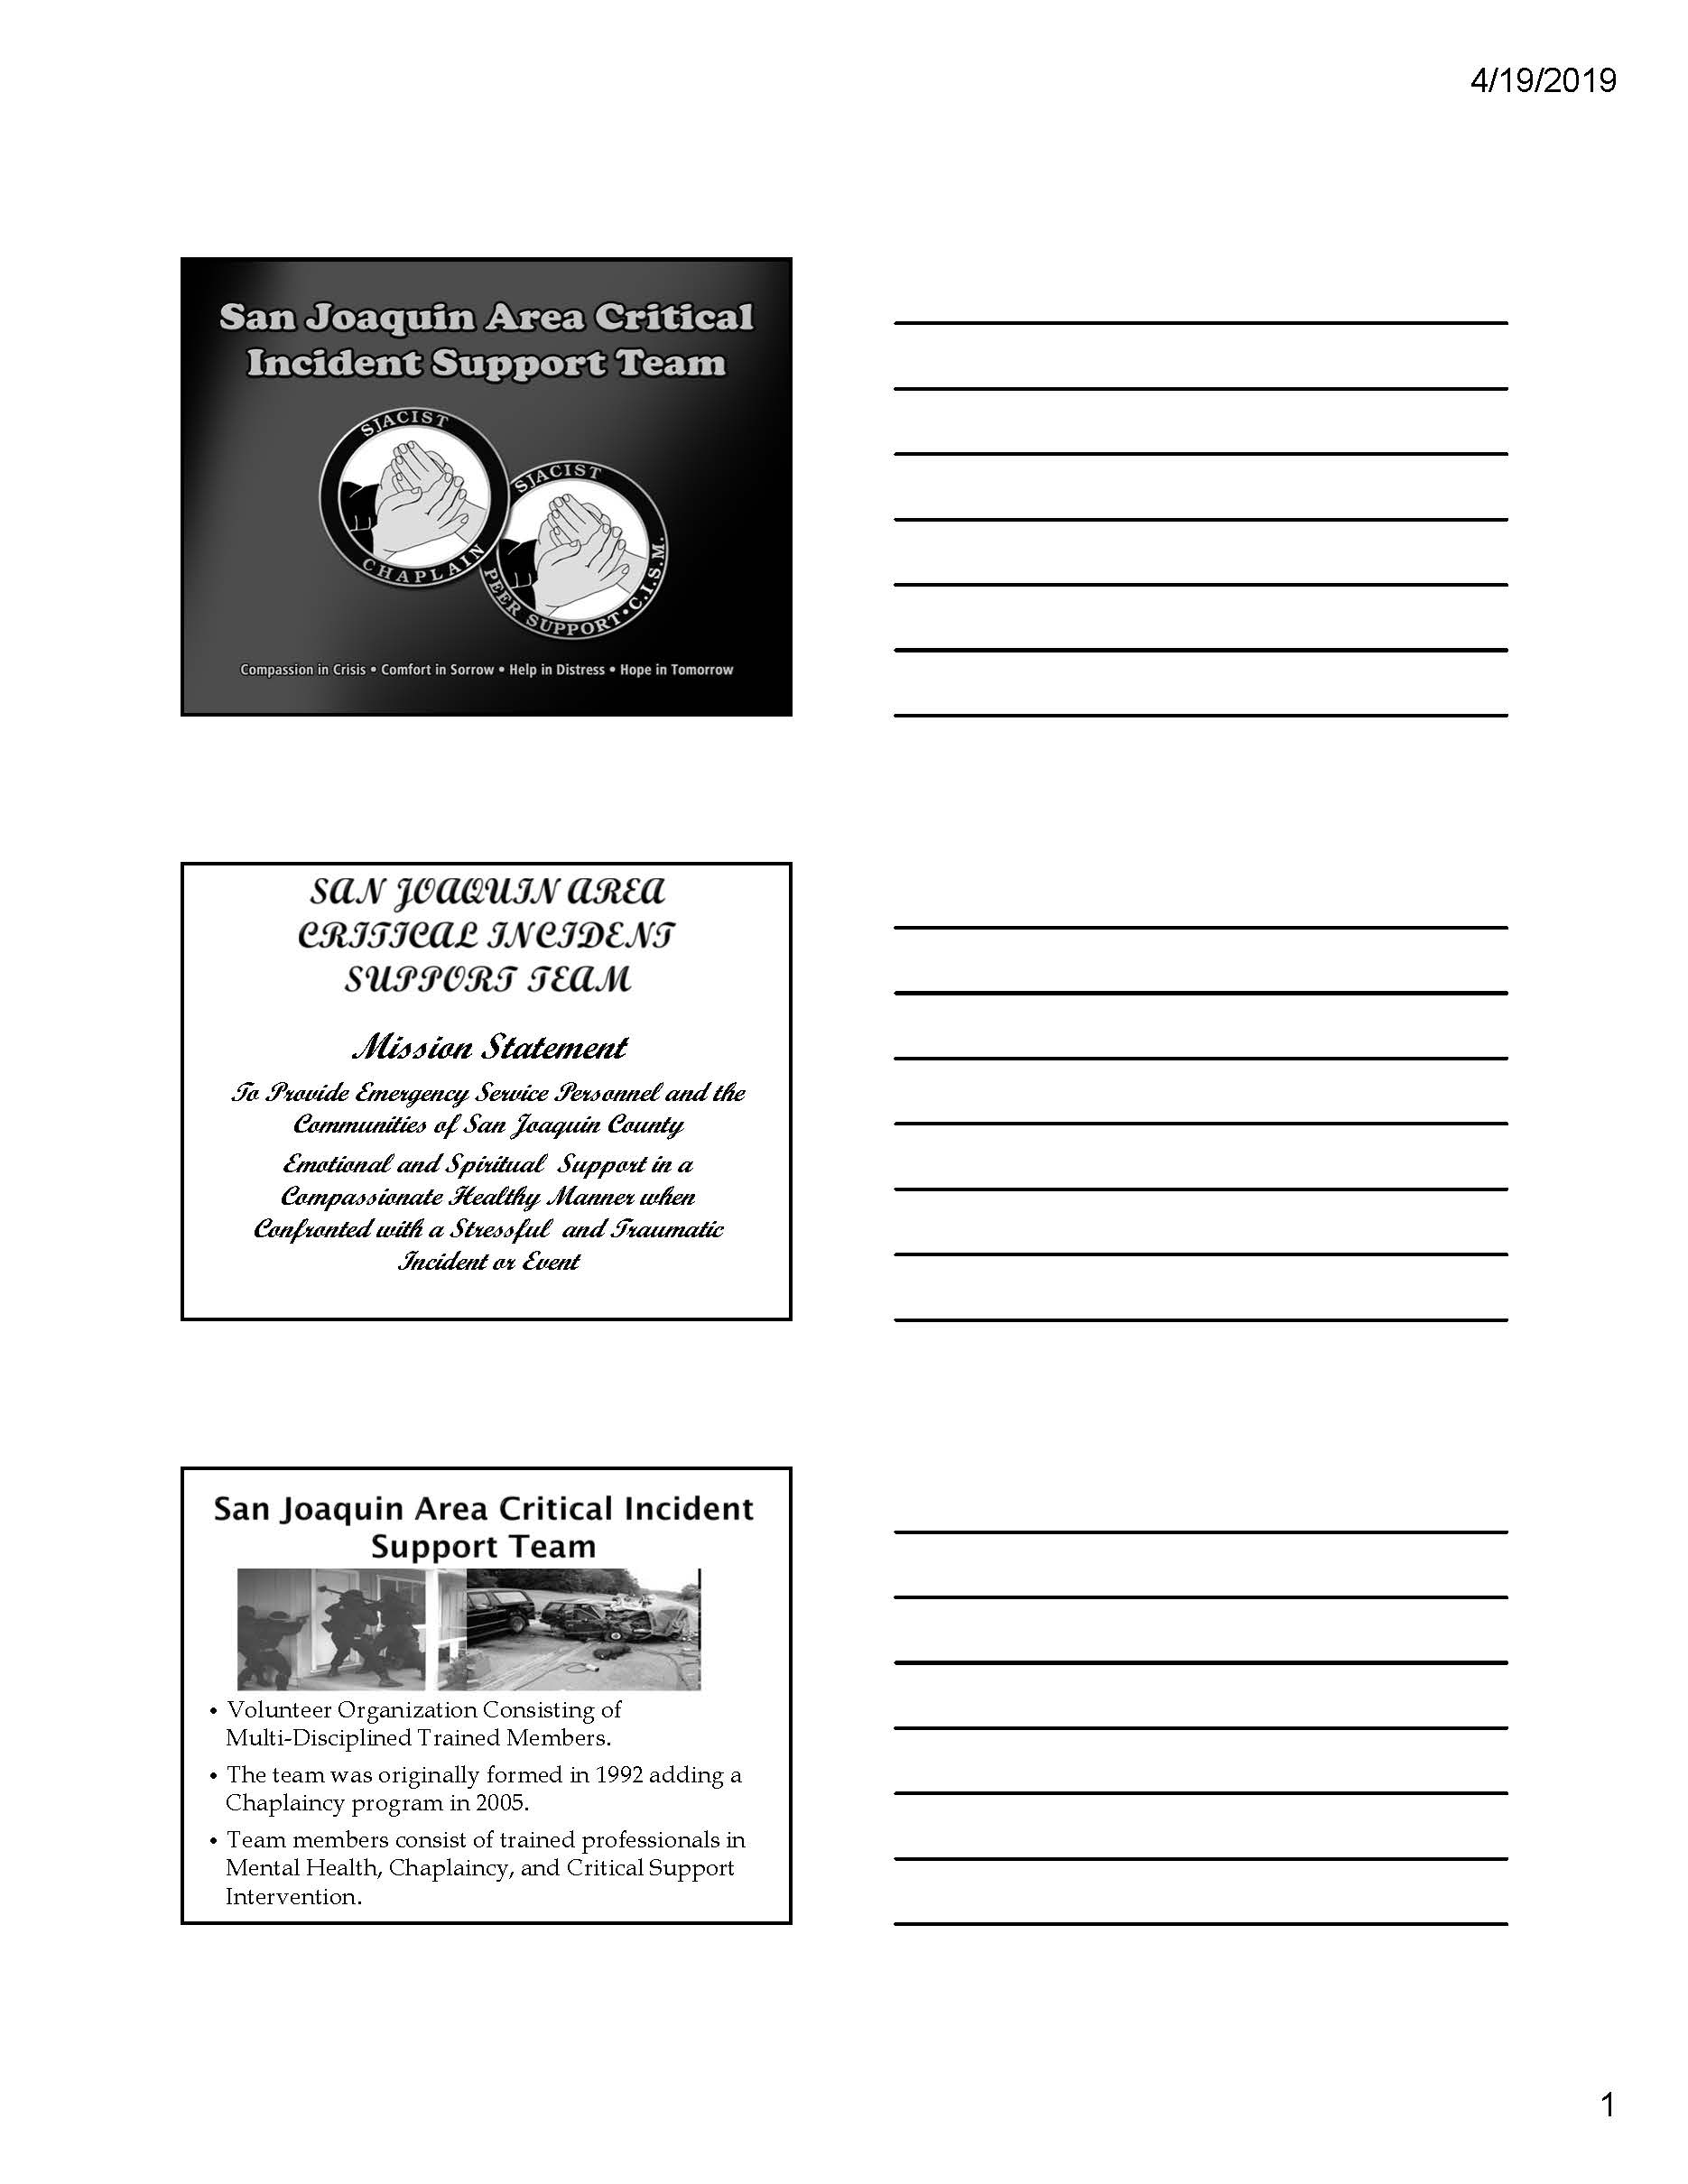 4/19/2019
San Joaquin Area Critical
Incident Support Team
SJACIST
CHAPLAIN
SJACIST
PEER SUPPORT • C.I.S.M.
Compassion in Crisis • Comfort in Sorrow • Help in Distress • Hope in Tomorrow
SAN JOAQUIN AREA
CRITICAL INCIDENT
SUPPORT TEAM
Mission Statement
To Provide Emergency Service Personnel and the
Communities of San Joaquin County
Emotional and Spiritual Support in a
Compassionate Healthy Manner when
Confronted with a Stressful and Traumatic
Incident or Event
San Joaquin Area Critical Incident
Support Team
• Volunteer Organization Consisting of
Multi-Disciplined Trained Members.
• The team was originally formed in 1992 adding a
Chaplaincy program in 2005.
• Team members consist of trained professionals in
Mental Health, Chaplaincy, and Critical Support
Intervention.
1